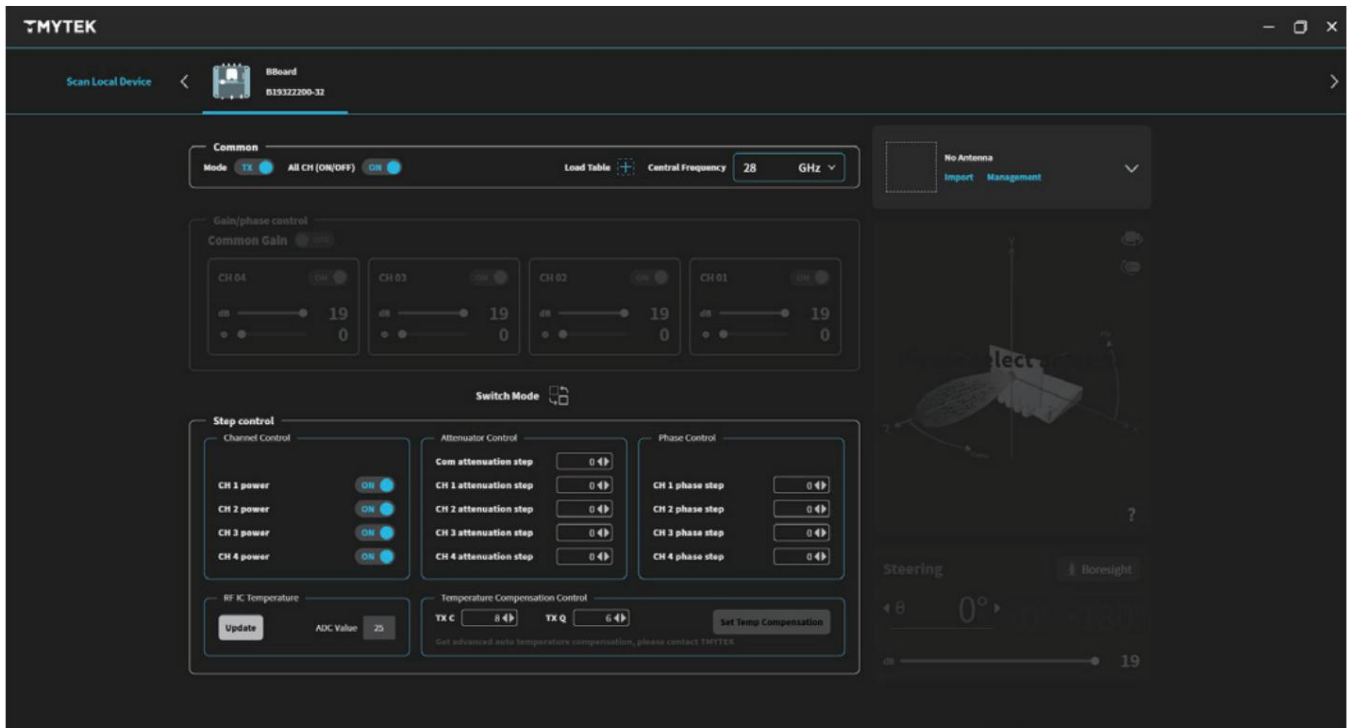 TMYTEK
Scan Local Device
BBoard
B19322200-32
Common
Mode TX All CH (ON/OFF) ON Load Table Central Frequency 28 GHz
No Antenna
Import Management
Gain/phase control
Common Gain OFF
CH 04 ON CH 03 ON CH 02 ON CH 01 ON
dB 19 dB 19 dB 19 dB 19
0 0 0 0
elect
Switch Mode
Step control
Channel Control
CH 1 power ON
CH 2 power ON
CH 3 power ON
CH 4 power ON
Attenuator Control
Com attenuation step 0
CH 1 attenuation step 0
CH 2 attenuation step 0
CH 3 attenuation step 0
CH 4 attenuation step 0
Phase Control
CH 1 phase step 0
CH 2 phase step 0
CH 3 phase step 0
CH 4 phase step 0
RF IC Temperature
Update ADC Value 25
Temperature Compensation Control
TX C 8 TX Q 6 Set Temp Compensation
Get advanced auto temperature compensation, please contact TMYTEK
?
Steering Boresight
θ 0°
dB 19